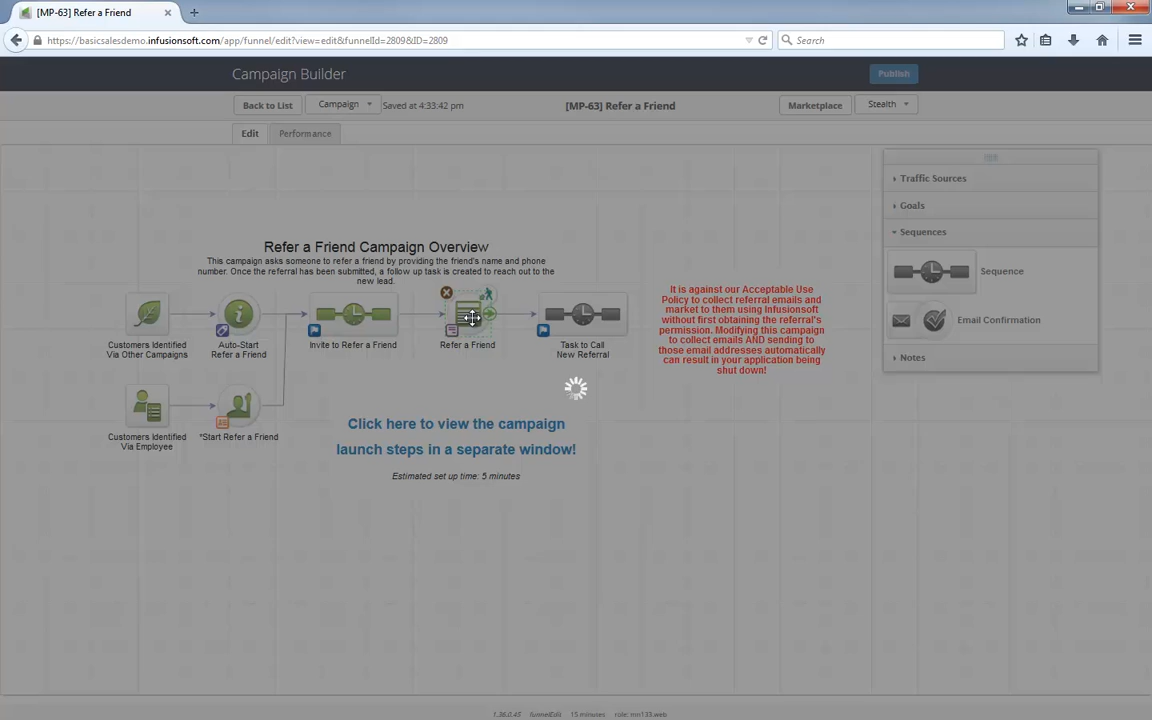 [MP-63] Refer a Friend
https://basicsalesdemo.infusionsoft.com/app/funnel/edit?view=edit&funnelId=2809&ID=2809
Search
Campaign Builder
Publish
Back to List
Campaign
Saved at 4:33:42 pm
[MP-63] Refer a Friend
Marketplace
Stealth
Edit
Performance
Traffic Sources
Goals
Sequences
Sequence
Email Confirmation
Notes
Refer a Friend Campaign Overview
This campaign asks someone to refer a friend by providing the friend's name and phone
number. Once the referral has been submitted, a follow up task is created to reach out to the
new lead.
Customers Identified
Via Other Campaigns
Auto-Start
Refer a Friend
Invite to Refer a Friend
Refer a Friend
Task to Call
New Referral
It is against our Acceptable Use
Policy to collect referral emails and
market to them using Infusionsoft
without first obtaining the referral's
permission. Modifying this campaign
to collect emails AND sending to
those email addresses automatically
can result in your application being
shut down!
Customers Identified
Via Employee
*Start Refer a Friend
Click here to view the campaign
launch steps in a separate window!
Estimated set up time: 5 minutes
1.36.0.45 funnelEdit 15 minutes role: mn133.web